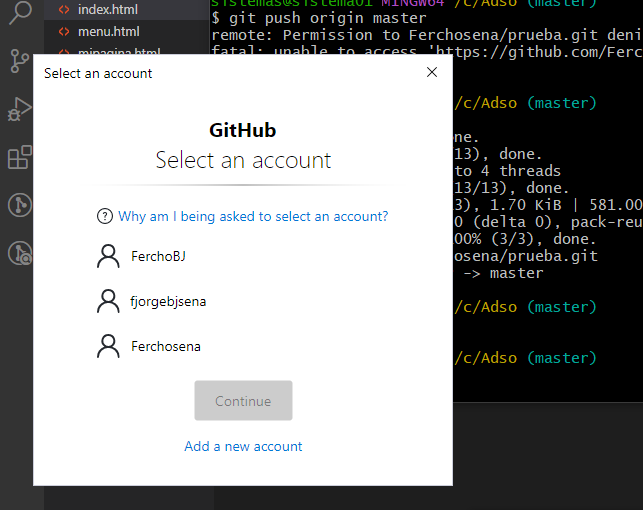 index.html
menu.html
mipagina.html
sistemas@sistema01 MINGW64 /c/Adso (master)
$ git push origin master
remote: Permission to Ferchosena/prueba.git deni
fatal: unable to access 'https://github.com/Ferc
Select an account
GitHub
Select an account
Why am I being asked to select an account?
FerchoBJ
fjorgebjsena
Ferchosena
Continue
Add a new account
/c/Adso (master)
ne.
13), done.
to 4 threads
13/13), done.
3), 1.70 KiB | 581.00
0 (delta 0), pack-reu
00% (3/3), done.
osena/prueba.git
-> master
/c/Adso (master)
/c/Adso (master)